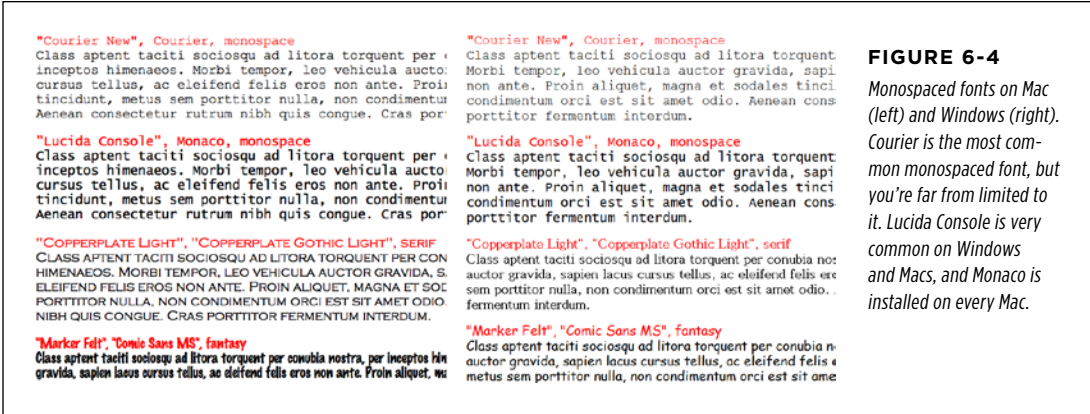 "Courier New", Courier, monospace
Class aptent taciti sociosqu ad litora torquent per
inceptos himenaeos. Morbi tempor, leo vehicula aucto
cursus tellus, ac eleifend felis eros non ante. Proi
tincidunt, metus sem porttitor nulla, non condimentu
Aenean consectetur rutrum nibh quis congue. Cras por
"Lucida Console", Monaco, monospace
Class aptent taciti sociosqu ad litora torquent per
inceptos himenaeos. Morbi tempor, leo vehicula aucto
cursus tellus, ac eleifend felis eros non ante. Proi
tincidunt, metus sem porttitor nulla, non condimentu
Aenean consectetur rutrum nibh quis congue. Cras por
"Copperplate Light", "Copperplate Gothic Light", serif
Class aptent taciti sociosqu ad litora torquent per con
himenaeos. Morbi tempor, leo vehicula auctor gravida, s
eleifend felis eros non ante. Proin aliquet, magna et sod
porttitor nulla, non condimentum orci est sit amet odio.
nibh quis congue. Cras porttitor fermentum interdum.
"Marker Felt", "Comic Sans MS", fantasy
Class aptent taciti sociosqu ad litora torquent per conubia nostra, per inceptos him
gravida, sapien lacus cursus tellus, ac eleifend felis eros non ante. Proin aliquet, ma
"Courier New", Courier, monospace
Class aptent taciti sociosqu ad litora torquent
Morbi tempor, leo vehicula auctor gravida, sapi
non ante. Proin aliquet, magna et sodales tinci
condimentum orci est sit amet odio. Aenean cons
porttitor fermentum interdum.
"Lucida Console", Monaco, monospace
Class aptent taciti sociosqu ad litora torquent
Morbi tempor, leo vehicula auctor gravida, sapi
non ante. Proin aliquet, magna et sodales tinci
condimentum orci est sit amet odio. Aenean cons
porttitor fermentum interdum.
"Copperplate Light", "Copperplate Gothic Light", serif
Class aptent taciti sociosqu ad litora torquent per conubia nos
auctor gravida, sapien lacus cursus tellus, ac eleifend felis ero
sem porttitor nulla, non condimentum orci est sit amet odio.
fermentum interdum.
"Marker Felt", "Comic Sans MS", fantasy
Class aptent taciti sociosqu ad litora torquent per conubia n
auctor gravida, sapien lacus cursus tellus, ac eleifend felis e
metus sem porttitor nulla, non condimentum orci est sit ame
FIGURE 6-4
Monospaced fonts on Mac
(left) and Windows (right).
Courier is the most com-
mon monospaced font, but
you're far from limited to
it. Lucida Console is very
common on Windows
and Macs, and Monaco is
installed on every Mac.